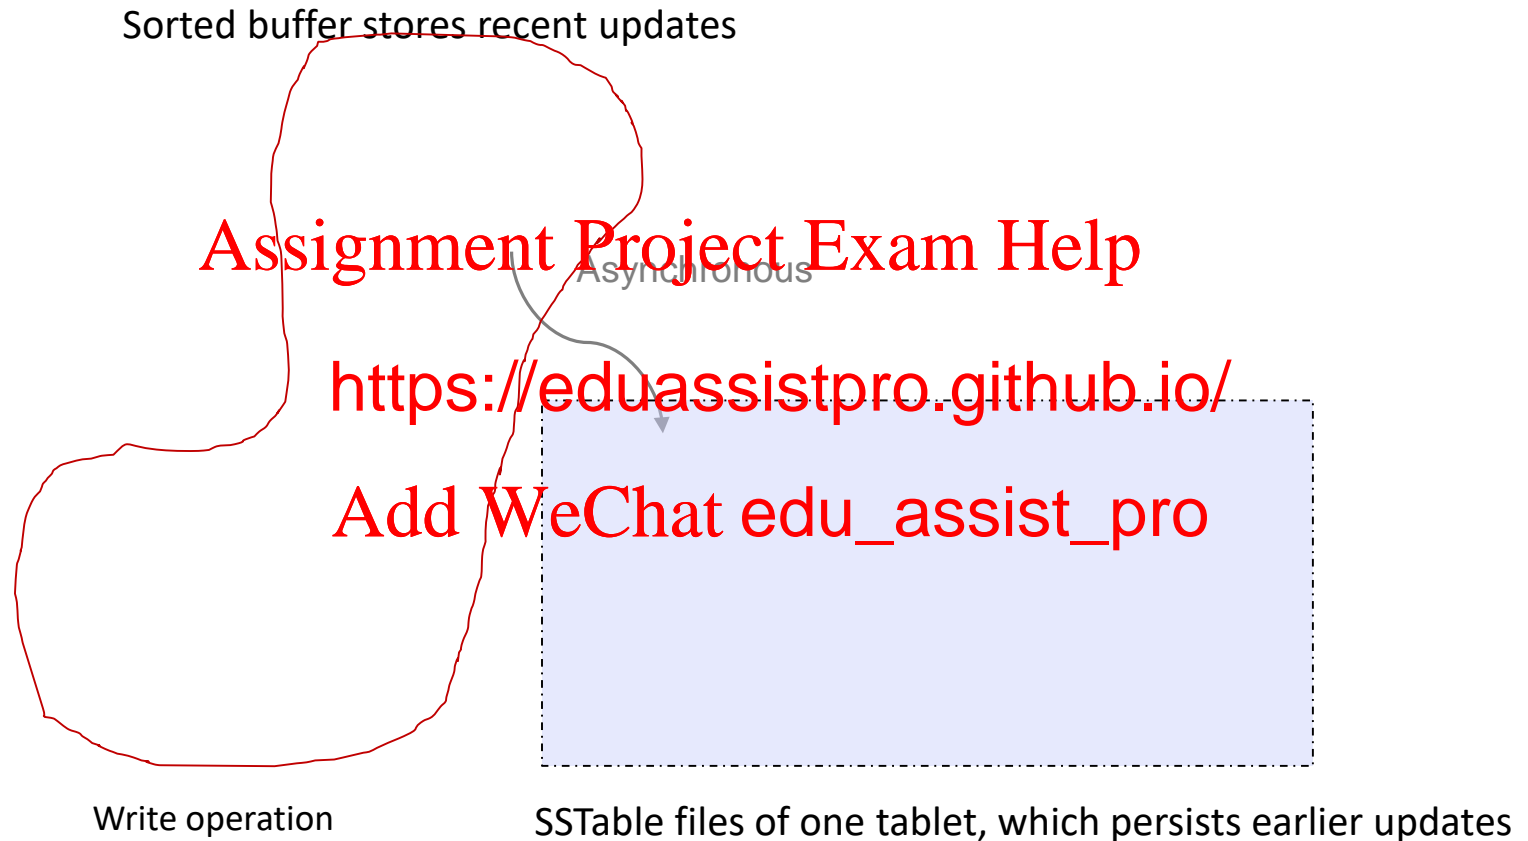 Sorted buffer stores recent updates
Assignment Project Exam Help
Asynchronous
https://eduassistpro.github.io/
Add WeChat edu_assist_pro
Write operation
SSTable files of one tablet, which persists earlier updates